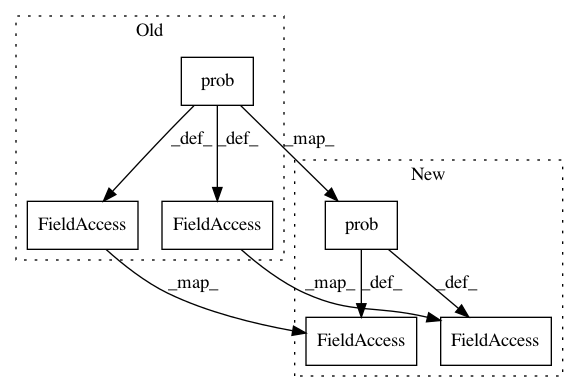 Old
prob
_def_
_def_
_map_
New
FieldAccess
FieldAccess
prob
_map_
_map_
_def_
_def_
FieldAccess
FieldAccess